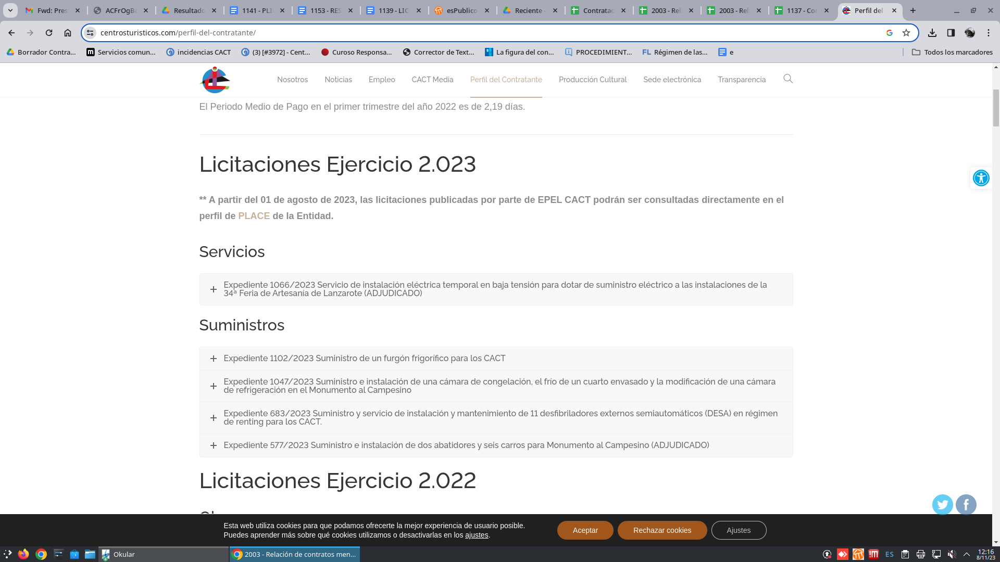 Fwd: Pres
ACFrOgB
Resultado
1141 - PLI
1153 - RES
1139 - LIC
esPublico
Reciente -
Contratac
2003 - Rel
2003 - Rel
1137 - Con
Perfil del
centrosturisticos.com/perfil-del-contratante/
Borrador Contra...
Servicios comun...
incidencias CACT
(3) [#3972] - Cent...
Curoso Responsa...
Corrector de Text...
La figura del con...
PROCEDIMIENT...
FL Régimen de las...
e
Todos los marcadores
Nosotros
Noticias
Empleo
CACT Media
Perfil del Contratante
Producción Cultural
Sede electrónica
Transparencia
El Periodo Medio de Pago en el primer trimestre del año 2022 es de 2,19 días.
Licitaciones Ejercicio 2.023
** A partir del 01 de agosto de 2023, las licitaciones publicadas por parte de EPEL CACT podrán ser consultadas directamente en el
perfil de PLACE de la Entidad.
Servicios
Expediente 1066/2023 Servicio de instalación eléctrica temporal en baja tensión para dotar de suministro eléctrico a las instalaciones de la
34ª Feria de Artesanía de Lanzarote (ADJUDICADO)
Suministros
Expediente 1102/2023 Suministro de un furgón frigorífico para los CACT
Expediente 1047/2023 Suministro e instalación de una cámara de congelación, el frío de un cuarto envasado y la modificación de una cámara
de refrigeración en el Monumento al Campesino
Expediente 683/2023 Suministro y servicio de instalación y mantenimiento de 11 desfibriladores externos semiautomáticos (DESA) en régimen
de renting para los CACT.
Expediente 577/2023 Suministro e instalación de dos abatidores y seis carros para Monumento al Campesino (ADJUDICADO)
Licitaciones Ejercicio 2.022
Esta web utiliza cookies para que podamos ofrecerte la mejor experiencia de usuario posible.
Puedes aprender más sobre qué cookies utilizamos o desactivarlas en los ajustes.
Aceptar
Rechazar cookies
Ajustes
Okular
2003 - Relación de contratos men...
ES
12:16
8/11/23